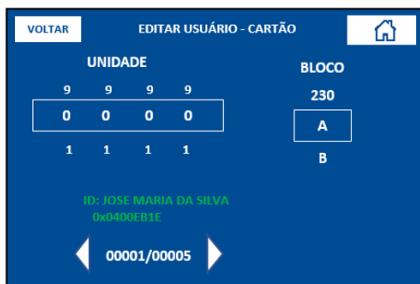 VOLTAR
EDITAR USUÁRIO - CARTÃO
UNIDADE
9 9 9 9
0 0 0 0
1 1 1 1
BLOCO
230
A
B
ID: JOSE MARIA DA SILVA
0x0400EB1E
00001/00005